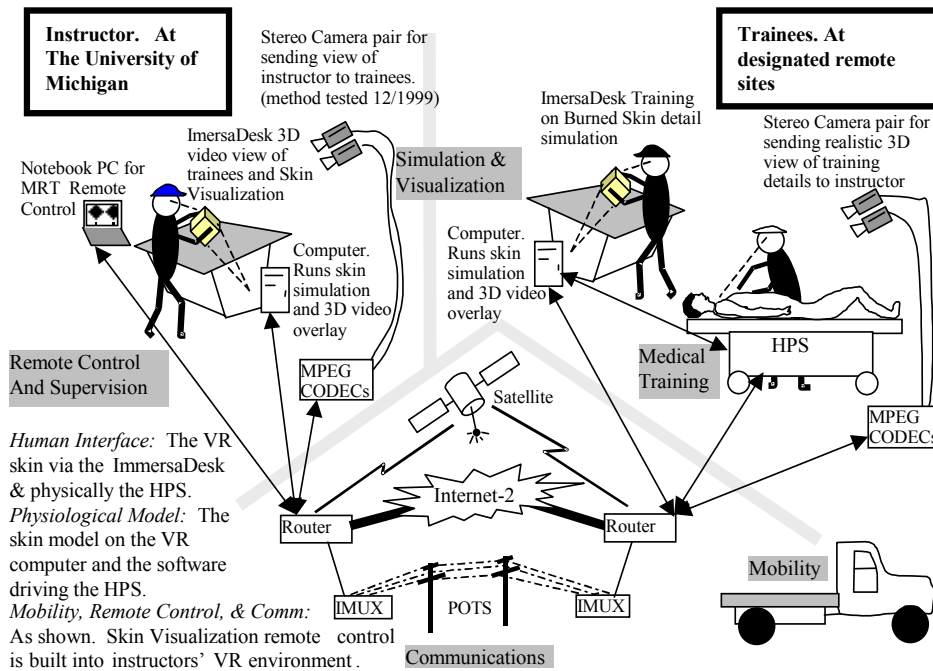 Instructor. At
The University of
Michigan
Stereo Camera pair for
sending view of
instructor to trainees.
(method tested 12/1999)
Trainees. At
designated remote
sites
ImersaDesk Training
on Burned Skin detail
simulation
Stereo Camera pair for
sending realistic 3D
view of training
details to instructor
ImersaDesk 3D
video view of
trainees and Skin
Visualization
Notebook PC for
MRT Remote
Control
Simulation &
Visualization
Computer.
Runs skin
simulation
and 3D video
overlay
Computer.
Runs skin
simulation
and 3D video
overlay
Remote Control
And Supervision
MPEG
CODECs
Satellite
Medical
Training
HPS
MPEG
CODECs
Human Interface: The VR
skin via the ImmersaDesk
& physically the HPS.
Physiological Model: The
skin model on the VR
computer and the software
driving the HPS.
Mobility, Remote Control, & Comm:
As shown. Skin Visualization remote control
is built into instructors' VR environment.
Internet-2
Router
Router
IMUX
POTS
IMUX
Mobility
Communications